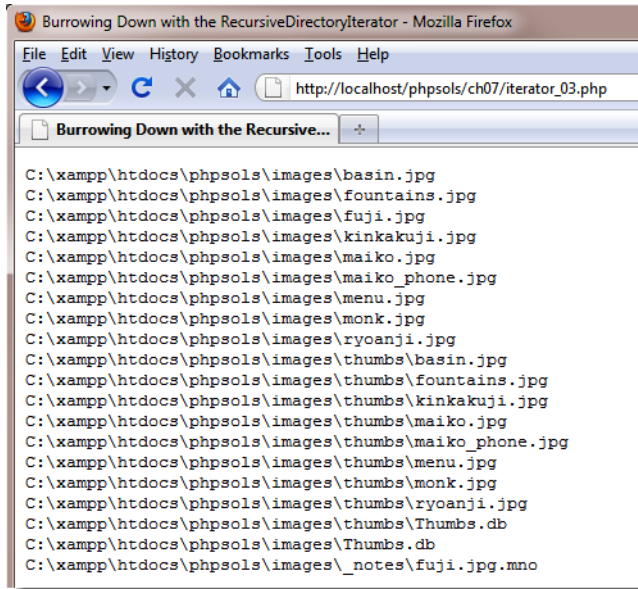 Burrowing Down with the RecursiveDirectoryIterator - Mozilla Firefox
File Edit View History Bookmarks Tools Help
http://localhost/phpsols/ch07/iterator_03.php
Burrowing Down with the Recursive...
C:\xampp\htdocs\phpsols\images\basin.jpg
C:\xampp\htdocs\phpsols\images\fountains.jpg
C:\xampp\htdocs\phpsols\images\fuji.jpg
C:\xampp\htdocs\phpsols\images\kinkakuji.jpg
C:\xampp\htdocs\phpsols\images\maiko.jpg
C:\xampp\htdocs\phpsols\images\maiko_phone.jpg
C:\xampp\htdocs\phpsols\images\menu.jpg
C:\xampp\htdocs\phpsols\images\monk.jpg
C:\xampp\htdocs\phpsols\images\ryoanji.jpg
C:\xampp\htdocs\phpsols\images\thumbs\basin.jpg
C:\xampp\htdocs\phpsols\images\thumbs\fountains.jpg
C:\xampp\htdocs\phpsols\images\thumbs\kinkakuji.jpg
C:\xampp\htdocs\phpsols\images\thumbs\maiko.jpg
C:\xampp\htdocs\phpsols\images\thumbs\maiko_phone.jpg
C:\xampp\htdocs\phpsols\images\thumbs\menu.jpg
C:\xampp\htdocs\phpsols\images\thumbs\monk.jpg
C:\xampp\htdocs\phpsols\images\thumbs\ryoanji.jpg
C:\xampp\htdocs\phpsols\images\thumbs\Thumbs.db
C:\xampp\htdocs\phpsols\images\Thumbs.db
C:\xampp\htdocs\phpsols\images\_notes\fuji.jpg.mno